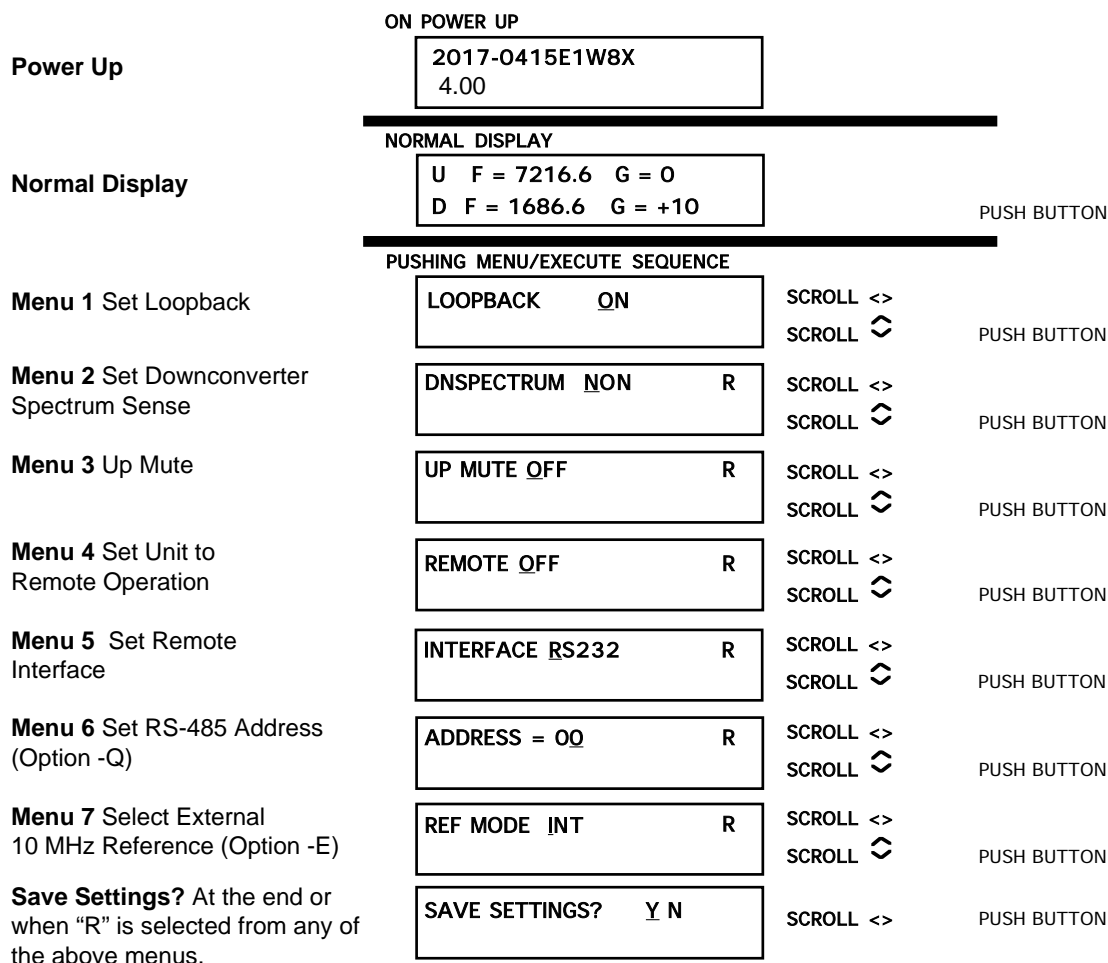 ON POWER UP
Power Up
2017-0415E1W8X
4.00
NORMAL DISPLAY
Normal Display
U F = 7216.6 G = 0
D F = 1686.6 G = +10
PUSH BUTTON
PUSHING MENU/EXECUTE SEQUENCE
Menu 1 Set Loopback
LOOPBACK ON
SCROLL <>
SCROLL
PUSH BUTTON
Menu 2 Set Downconverter
Spectrum Sense
DNSPECTRUM NON R
SCROLL <>
SCROLL
PUSH BUTTON
Menu 3 Up Mute
UP MUTE OFF R
SCROLL <>
SCROLL
PUSH BUTTON
Menu 4 Set Unit to
Remote Operation
REMOTE OFF R
SCROLL <>
SCROLL
PUSH BUTTON
Menu 5 Set Remote
Interface
INTERFACE RS232 R
SCROLL <>
SCROLL
PUSH BUTTON
Menu 6 Set RS-485 Address
(Option -Q)
ADDRESS = 00 R
SCROLL <>
SCROLL
PUSH BUTTON
Menu 7 Select External
10 MHz Reference (Option -E)
REF MODE INT R
SCROLL <>
SCROLL
PUSH BUTTON
Save Settings? At the end or
when “R” is selected from any of
the above menus.
SAVE SETTINGS? Y N
SCROLL <>
PUSH BUTTON